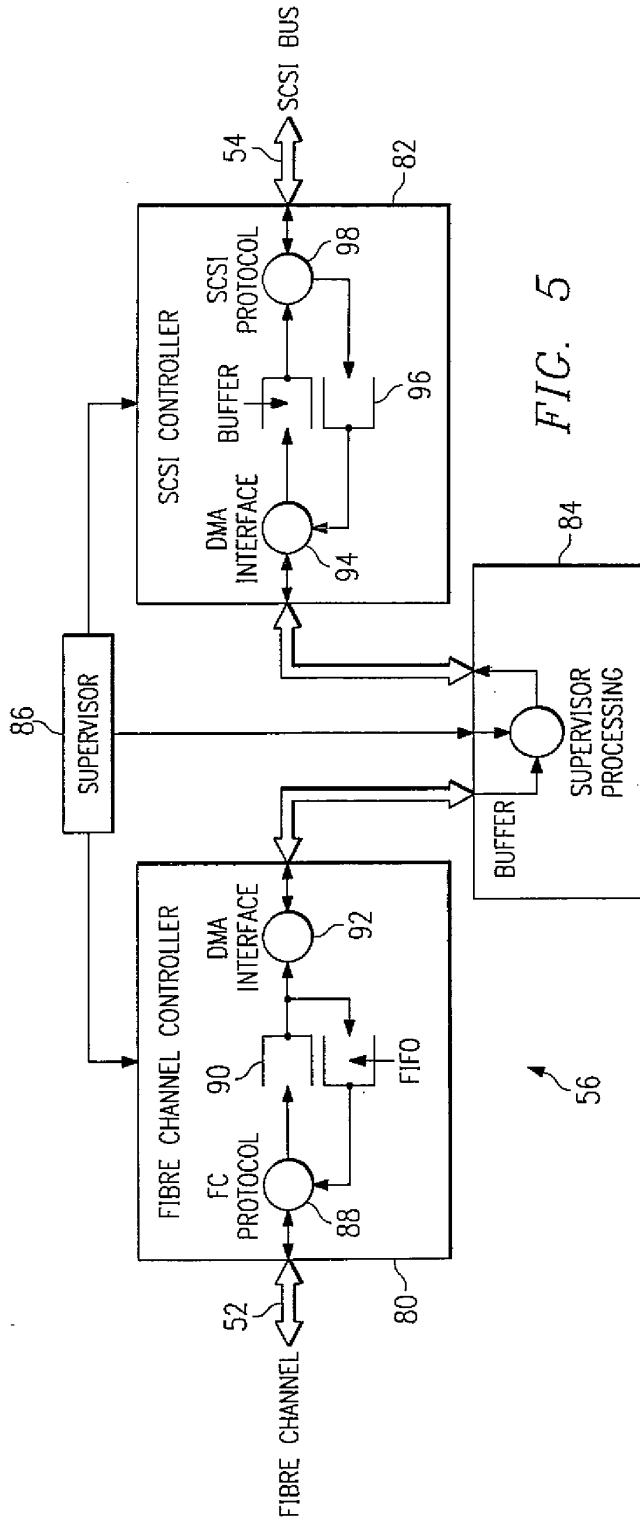 86
SUPERVISOR
FIBRE CHANNEL CONTROLLER
FC
PROTOCOL
88
90
FIFO
DMA
INTERFACE
92
52
FIBRE CHANNEL
80
SCSI CONTROLLER
DMA
INTERFACE
94
BUFFER
96
SCSI
PROTOCOL
98
54
SCSI BUS
82
BUFFER
SUPERVISOR
PROCESSING
84
56
FIG. 5